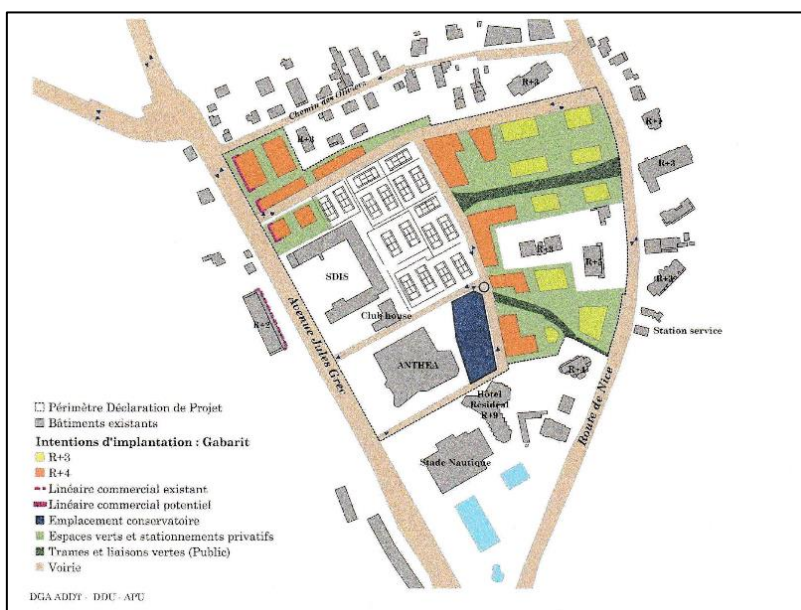 R+3
R+4
Chemin des Oliviers
R+3
R+3
SDIS
R+3
R+3
R+3
Club house
Station service
Avenue Jules Grec
R+2
ANTHEA
R+4
Hôtel
Résidéal
R+9
Route de Nice
Stade Nautique
Périmètre Déclaration de Projet
Bâtiments existants
Intentions d'implantation : Gabarit
R+3
R+4
Linéaire commercial existant
Linéaire commercial potentiel
Emplacement conservatoire
Espaces verts et stationnements privatifs
Trames et liaisons vertes (Public)
Voirie
DGA ADDT - DDU - APU